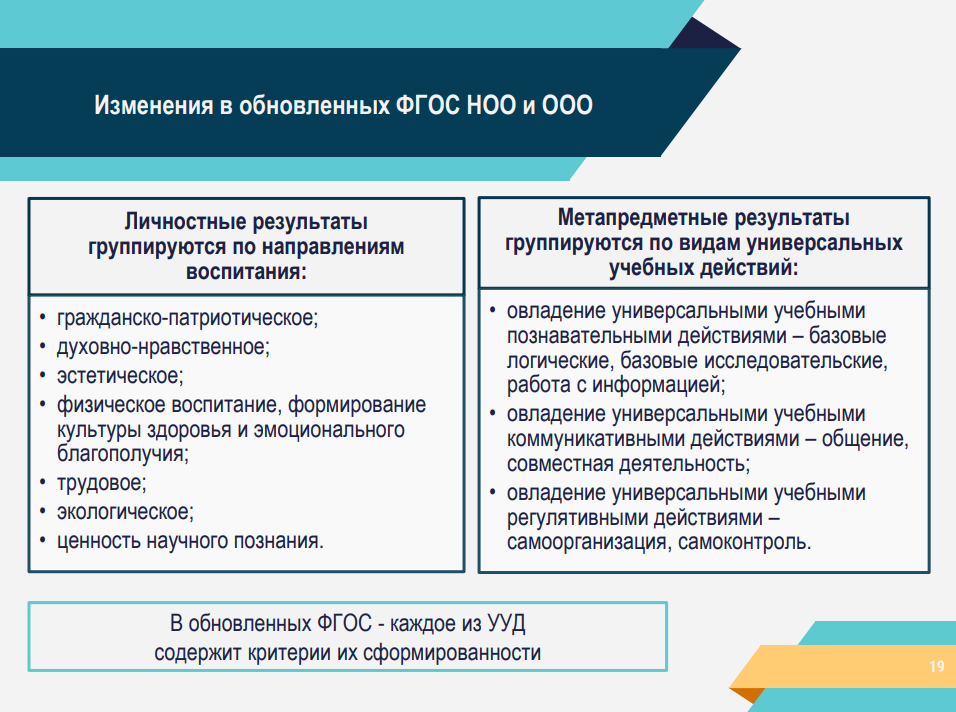 Изменения в обновленных ФГОС НОО и ООО
Личностные результаты
группируются по направлениям
воспитания:
• гражданско-патриотическое;
• духовно-нравственное;
• эстетическое;
• физическое воспитание, формирование
культуры здоровья и эмоционального
благополучия;
• трудовое;
• экологическое;
• ценность научного познания.
Метапредметные результаты
группируются по видам универсальных
учебных действий:
• овладение универсальными учебными
познавательными действиями – базовые
логические, базовые исследовательские,
работа с информацией;
• овладение универсальными учебными
коммуникативными действиями – общение,
совместная деятельность;
• овладение универсальными учебными
регулятивными действиями –
самоорганизация, самоконтроль.
В обновленных ФГОС - каждое из УУД
содержит критерии их сформированности
19